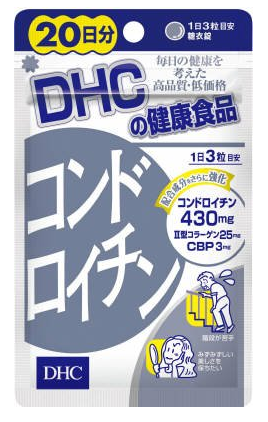 20日分
1日3粒目安
糖衣錠
毎日の健康を
考えた
高品質・低価格
DHC
の健康食品
1日3粒目安
配合成分をさらに強化
コンドロイチン
430mg
II型コラーゲン25mg
CBP3mg
コンド
ロイチン
階段が苦手
みずみずしい
美しさを
保ちたい
DHC